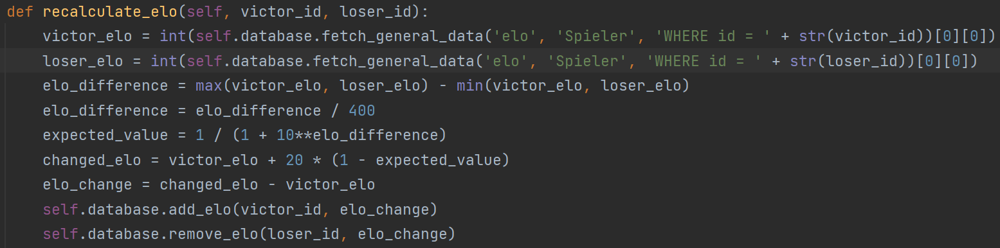 def recalculate_elo(self, victor_id, loser_id):
    victor_elo = int(self.database.fetch_general_data('elo', 'Spieler', 'WHERE id = ' + str(victor_id))[0][0])
    loser_elo = int(self.database.fetch_general_data('elo', 'Spieler', 'WHERE id = ' + str(loser_id))[0][0])
    elo_difference = max(victor_elo, loser_elo) - min(victor_elo, loser_elo)
    elo_difference = elo_difference / 400
    expected_value = 1 / (1 + 10**elo_difference)
    changed_elo = victor_elo + 20 * (1 - expected_value)
    elo_change = changed_elo - victor_elo
    self.database.add_elo(victor_id, elo_change)
    self.database.remove_elo(loser_id, elo_change)